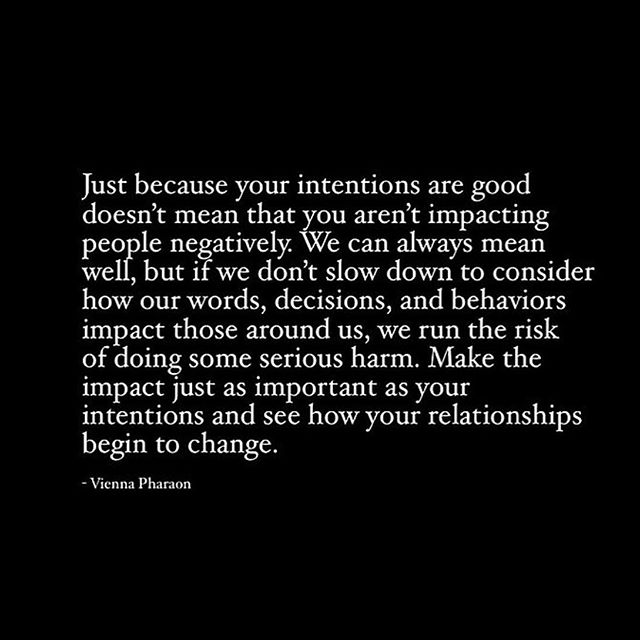 Just because your intentions are good
doesn’t mean that you aren’t impacting
people negatively. We can always mean
well, but if we don’t slow down to consider
how our words, decisions, and behaviors
impact those around us, we run the risk
of doing some serious harm. Make the
impact just as important as your
intentions and see how your relationships
begin to change.
- Vienna Pharaon